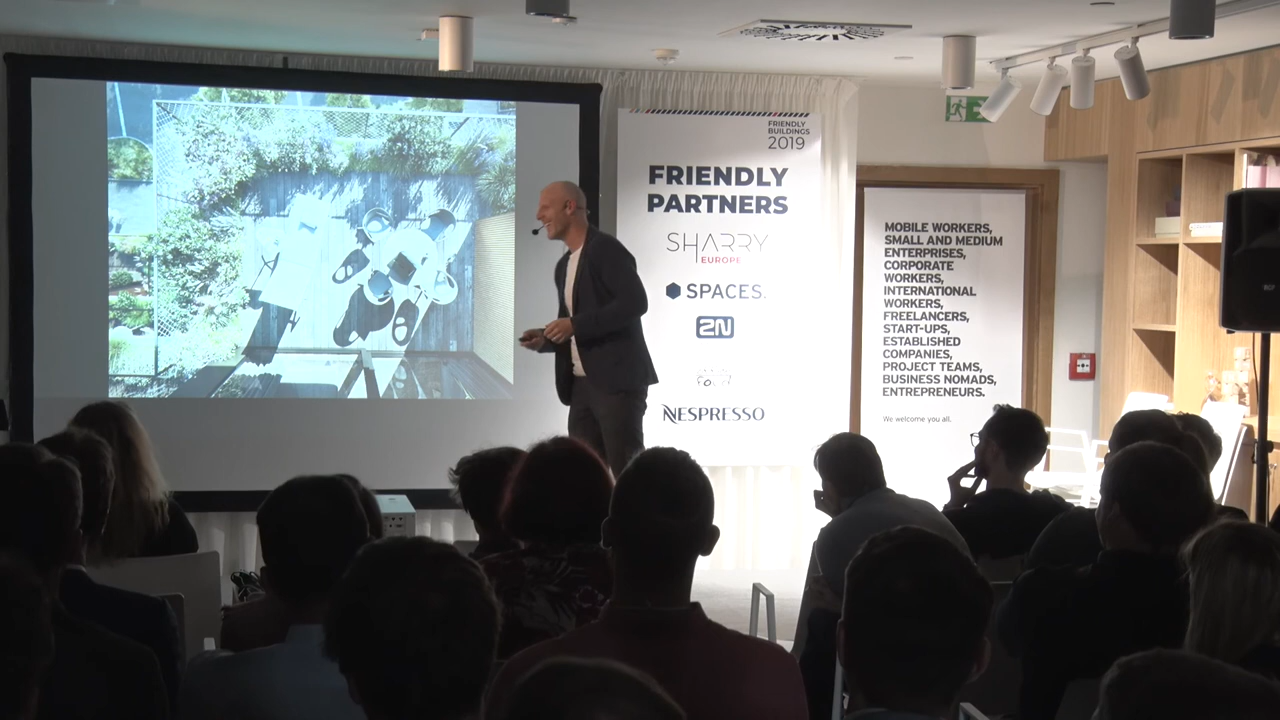 FRIENDLY
BUILDINGS
2019
FRIENDLY
PARTNERS
SHARRY
EUROPE
SPACES.
2N
NESPRESSO
MOBILE WORKERS,
SMALL AND MEDIUM
ENTERPRISES,
CORPORATE
WORKERS,
INTERNATIONAL
WORKERS,
FREELANCERS,
START-UPS,
ESTABLISHED
COMPANIES,
PROJECT TEAMS,
BUSINESS NOMADS,
ENTREPRENEURS.
We welcome you all.